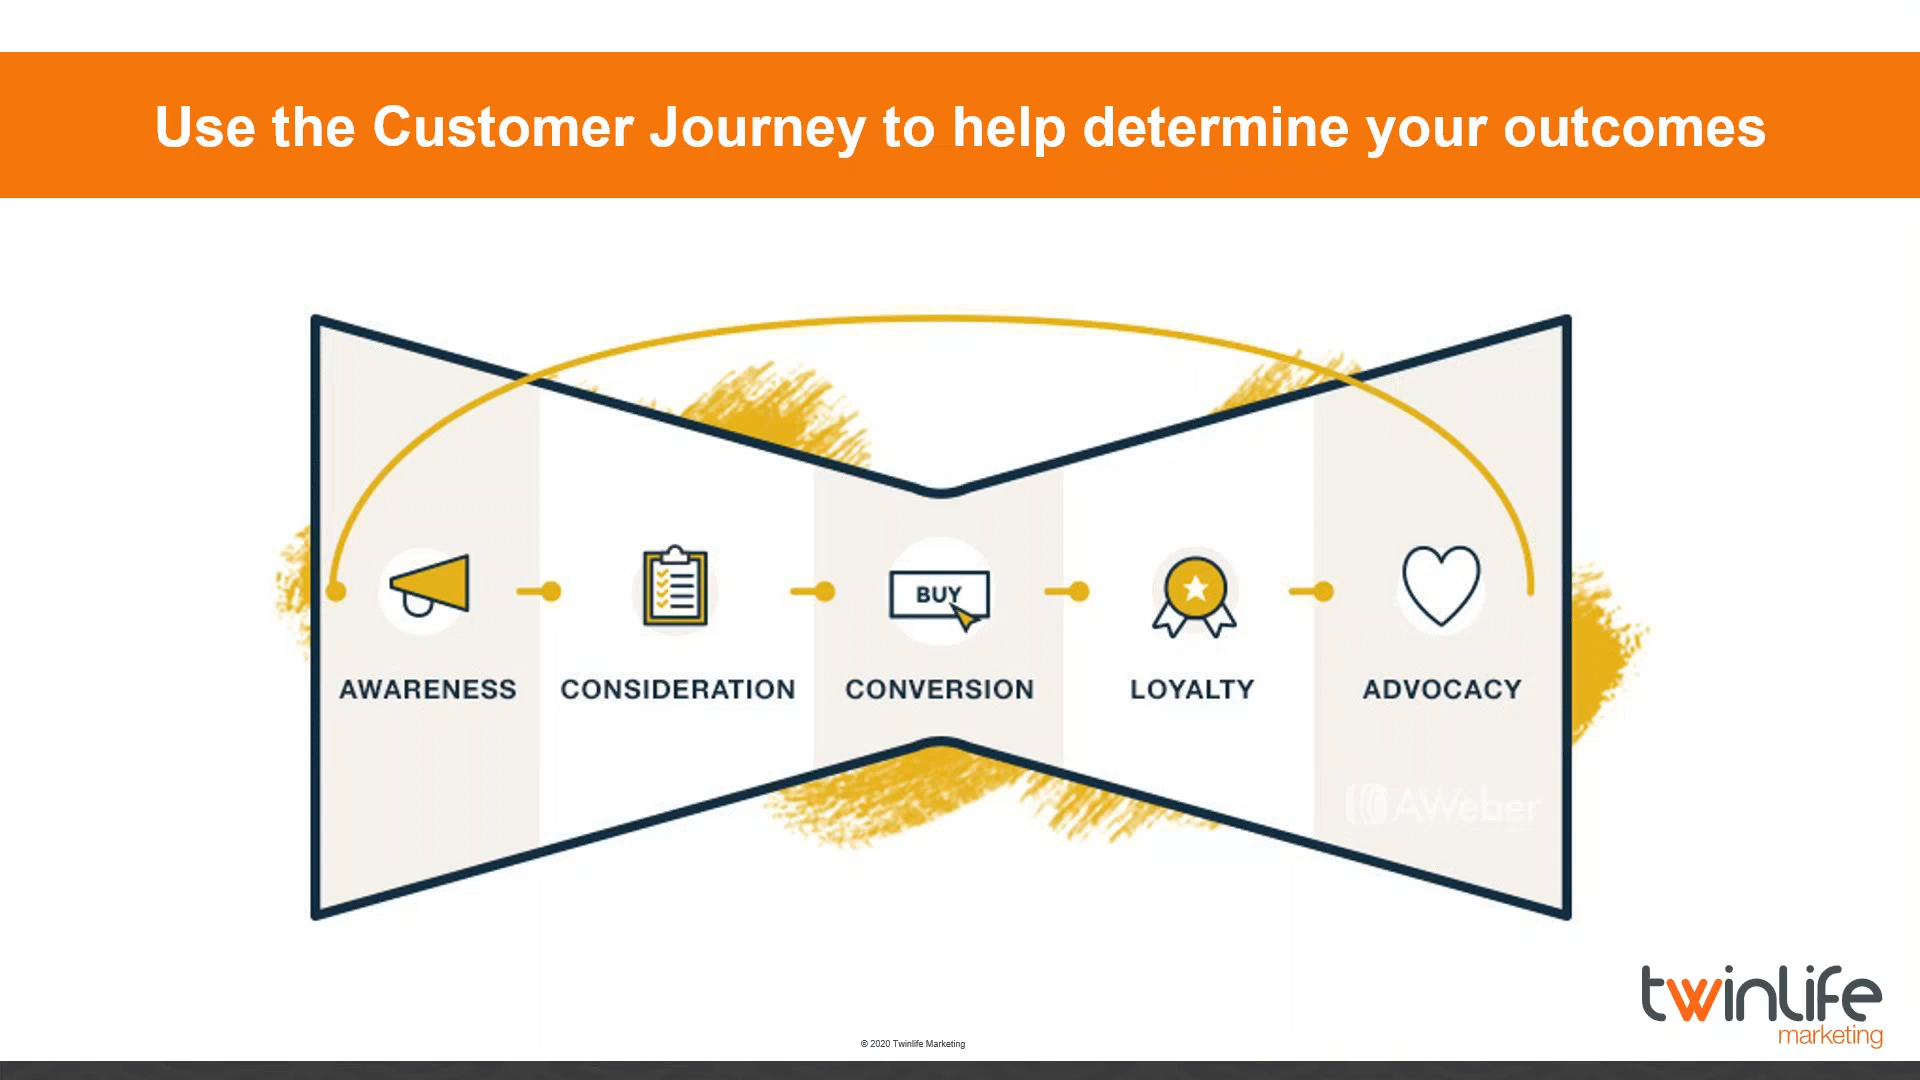 Use the Customer Journey to help determine your outcomes
BUY
AWARENESS
CONSIDERATION
CONVERSION
LOYALTY
ADVOCACY
AWeber
twinlife
marketing
© 2020 Twinlife Marketing